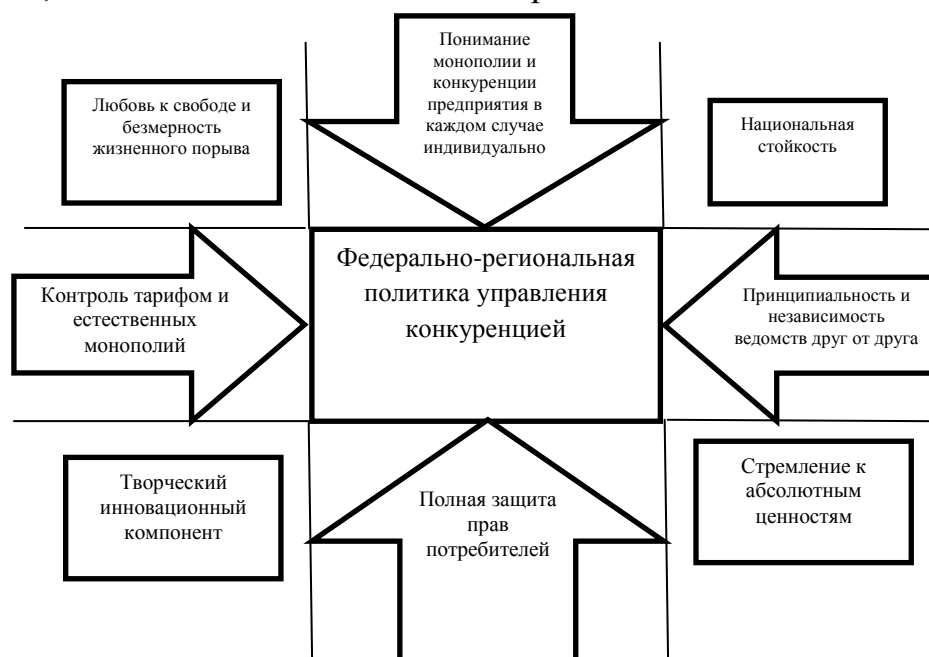 Понимание
монополии и
конкуренции
предприятия в
каждом случае
индивидуально
Любовь к свободе и
безмерность
жизненного порыва
Национальная
стойкость
Федерально-региональная
политика управления
конкуренцией
Контроль тарифом и
естественных
монополий
Принципиальность и
независимость
ведомств друг от друга
Творческий
инновационный
компонент
Полная защита
прав
потребителей
Стремление к
абсолютным
ценностям